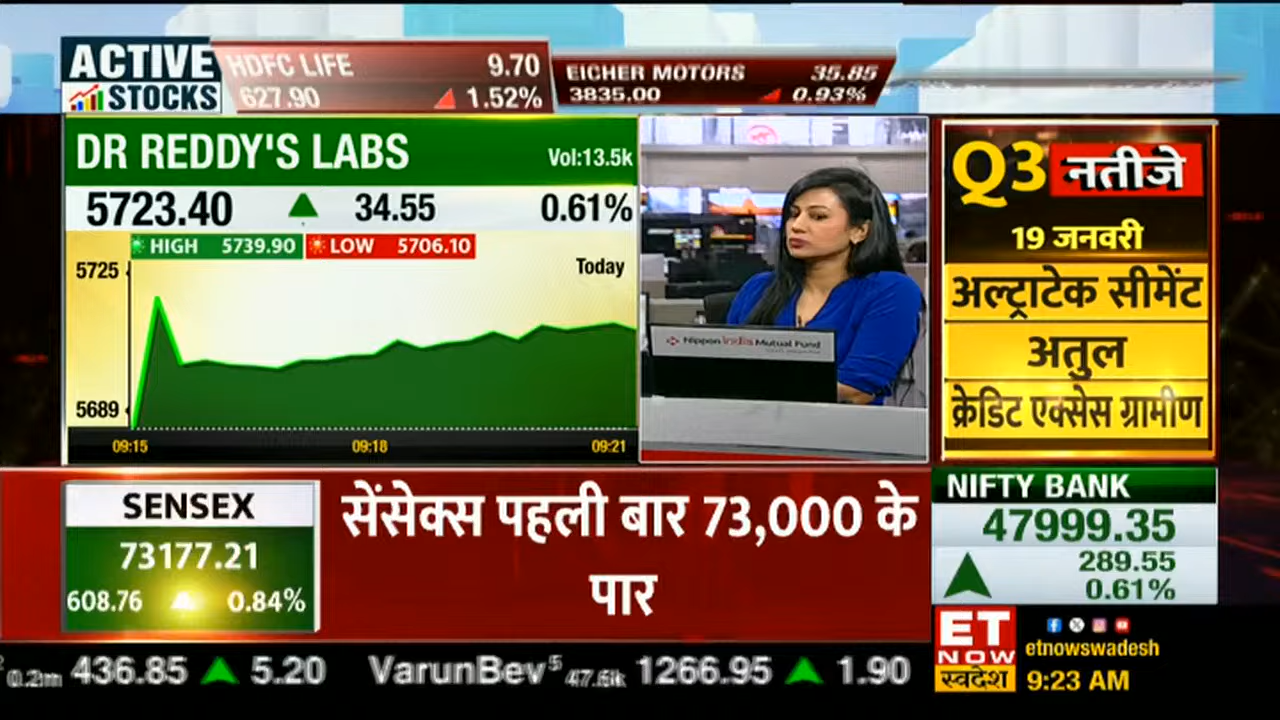 ACTIVE
STOCKS
HDFC LIFE 9.70
627.90 1.52%
EICHER MOTORS 35.85
3835.00 0.93%
DR REDDY'S LABS Vol:13.5k
5723.40 34.55 0.61%
HIGH 5739.90 LOW 5706.10
5725 Today
5689
09:15 09:18 09:21
Nippon india Mutual Fund
Q3 नतीजे
19 जनवरी
अल्ट्राटेक सीमेंट
अतुल
क्रेडिट एक्सेस ग्रामीण
SENSEX
73177.21
608.76 0.84%
सेंसेक्स पहली बार 73,000 के
पार
NIFTY BANK
47999.35
289.55
0.61%
ET
NOW
स्वदेश
etnowswadesh
9:23 AM
0.2m 436.85 5.20 VarunBev 5 1266.95 1.90